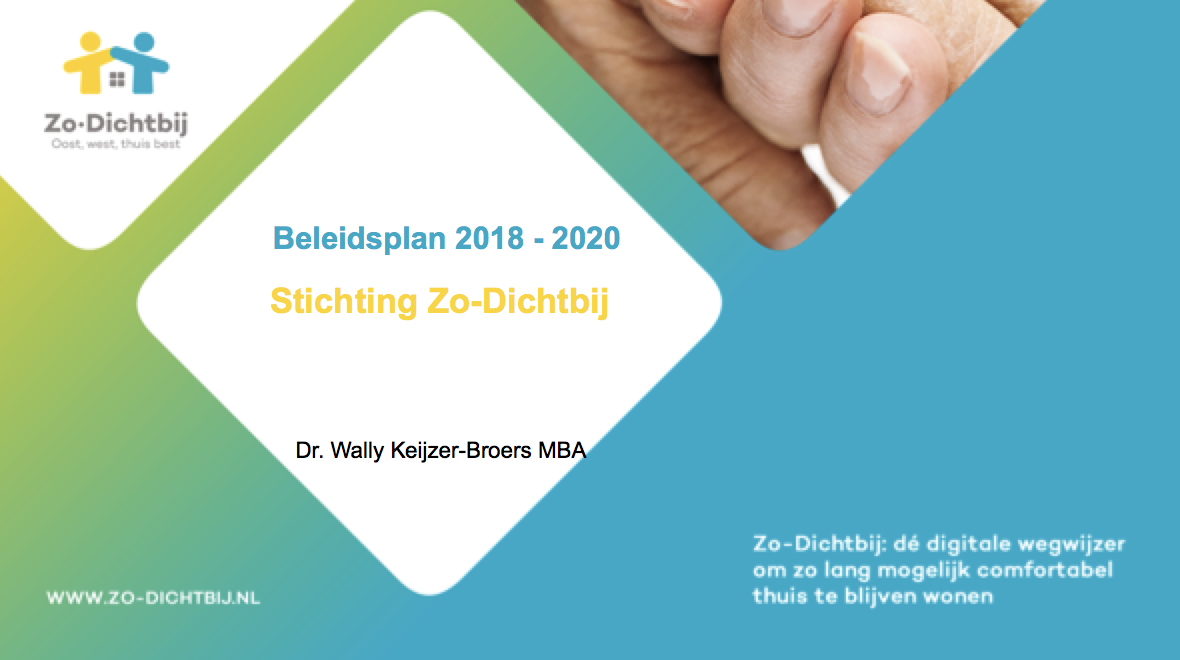 Zo·Dichtbij
Oost, west, thuis best
Beleidsplan 2018 - 2020
Stichting Zo-Dichtbij
Dr. Wally Keijzer-Broers MBA
Zo-Dichtbij: dé digitale wegwijzer
om zo lang mogelijk comfortabel
thuis te blijven wonen
WWW.ZO-DICHTBIJ.NL